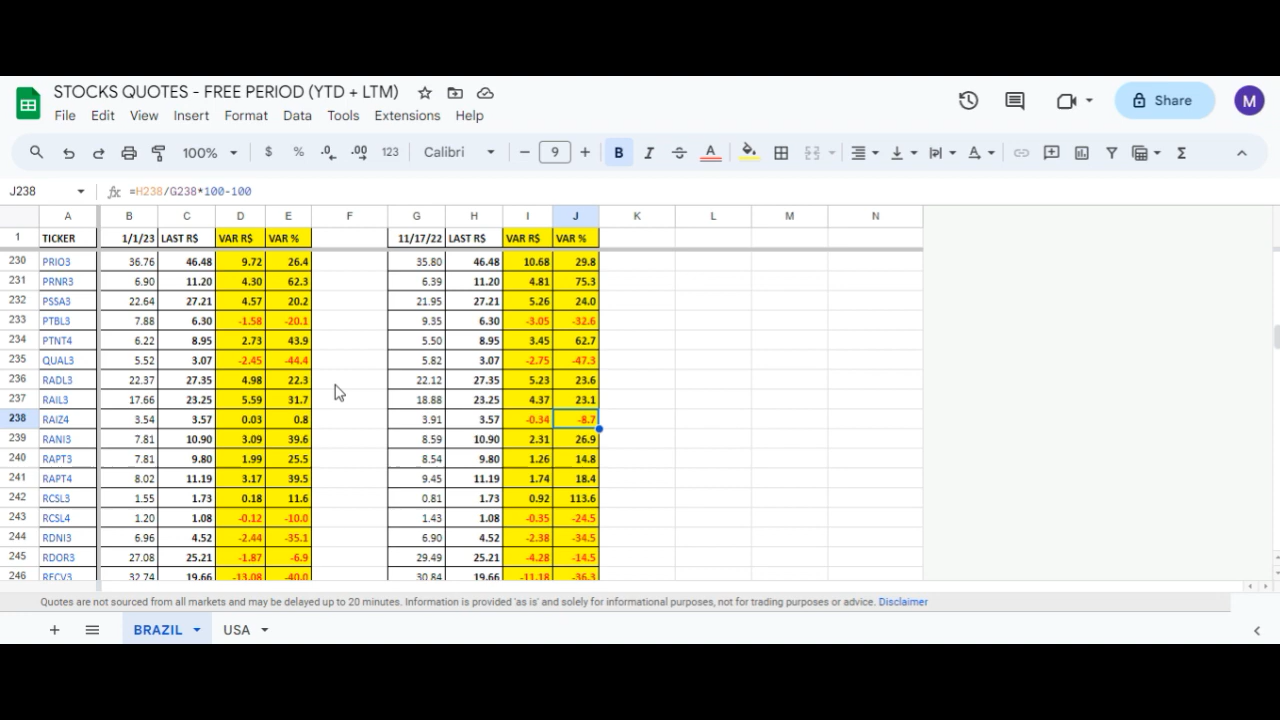 STOCKS QUOTES - FREE PERIOD (YTD + LTM)
File Edit View Insert Format Data Tools Extensions Help
Share M
100% $ % .0 .00 123 Calibri 9 B I A
J238 fx =H238/G238*100-100
A B C D E F G H I J K L M N
1 TICKER 1/1/23 LAST R$ VAR R$ VAR % 11/17/22 LAST R$ VAR R$ VAR %
230 PRIO3 36.76 46.48 9.72 26.4 35.80 46.48 10.68 29.8
231 PRNR3 6.90 11.20 4.30 62.3 6.39 11.20 4.81 75.3
232 PSSA3 22.64 27.21 4.57 20.2 21.95 27.21 5.26 24.0
233 PTBL3 7.88 6.30 -1.58 -20.1 9.35 6.30 -3.05 -32.6
234 PTNT4 6.22 8.95 2.73 43.9 5.50 8.95 3.45 62.7
235 QUAL3 5.52 3.07 -2.45 -44.4 5.82 3.07 -2.75 -47.3
236 RADL3 22.37 27.35 4.98 22.3 22.12 27.35 5.23 23.6
237 RAIL3 17.66 23.25 5.59 31.7 18.88 23.25 4.37 23.1
238 RAIZ4 3.54 3.57 0.03 0.8 3.91 3.57 -0.34 -8.7
239 RANI3 7.81 10.90 3.09 39.6 8.59 10.90 2.31 26.9
240 RAPT3 7.81 9.80 1.99 25.5 8.54 9.80 1.26 14.8
241 RAPT4 8.02 11.19 3.17 39.5 9.45 11.19 1.74 18.4
242 RCSL3 1.55 1.73 0.18 11.6 0.81 1.73 0.92 113.6
243 RCSL4 1.20 1.08 -0.12 -10.0 1.43 1.08 -0.35 -24.5
244 RDNI3 6.96 4.52 -2.44 -35.1 6.90 4.52 -2.38 -34.5
245 RDOR3 27.08 25.21 -1.87 -6.9 29.49 25.21 -4.28 -14.5
246 RECV3 32.74 19.66 -13.08 -40.0 30.84 19.66 -11.18 -36.3
Quotes are not sourced from all markets and may be delayed up to 20 minutes. Information is provided 'as is' and solely for informational purposes, not for trading purposes or advice. Disclaimer
BRAZIL USA